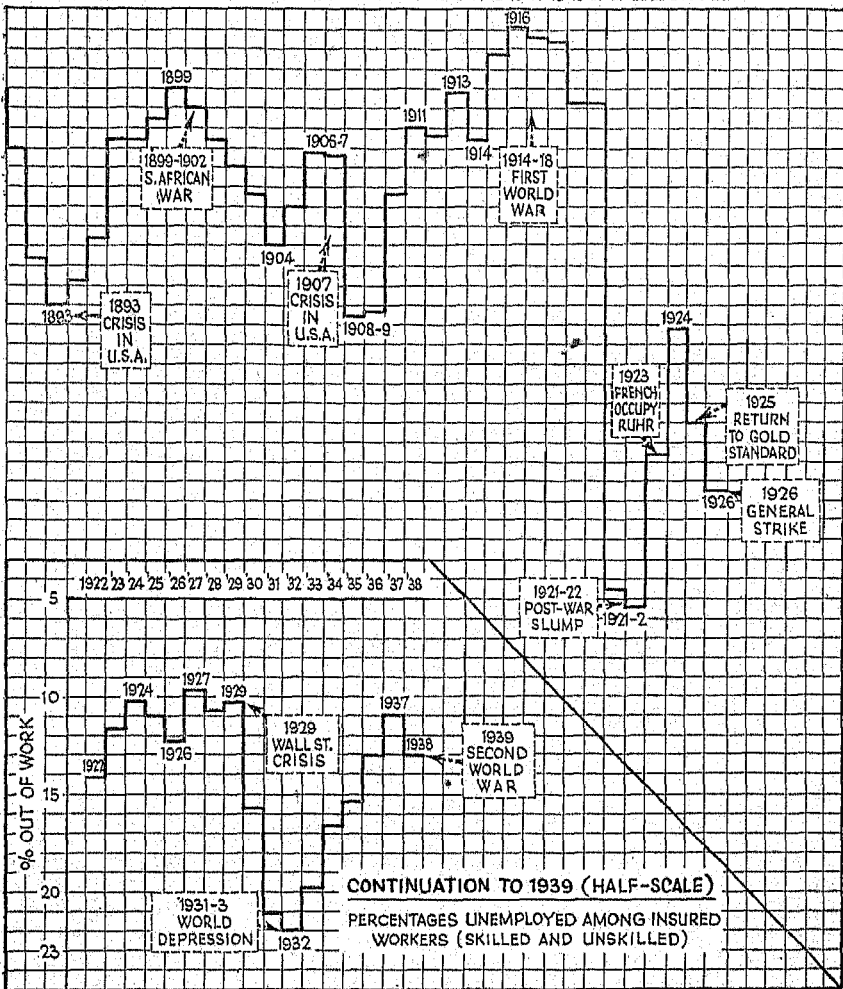 1916
1899
1913
1911
1906-7
1914
1899-1902
S. AFRICAN
WAR
1914-18
FIRST
WORLD
WAR
1904
1907
CRISIS
IN
U.S.A.
1893
1893
CRISIS
IN
U.S.A.
1908-9
1924
1923
FRENCH
OCCUPY
RUHR
1925
RETURN
TO GOLD
STANDARD
1926
1926
GENERAL
STRIKE
1922 '23 '24 '25 '26 '27 '28 '29 '30 '31 '32 '33 '34 '35 '36 '37 '38
5
1921-22
POST-WAR
SLUMP
1921-2
% OUT OF WORK
10
15
20
23
1922
1924
1926
1927
1929
1929
WALL ST.
CRISIS
1937
1938
1939
SECOND
WORLD
WAR
1931-3
WORLD
DEPRESSION
1932
CONTINUATION TO 1939 (HALF-SCALE)
PERCENTAGES UNEMPLOYED AMONG INSURED
WORKERS (SKILLED AND UNSKILLED)